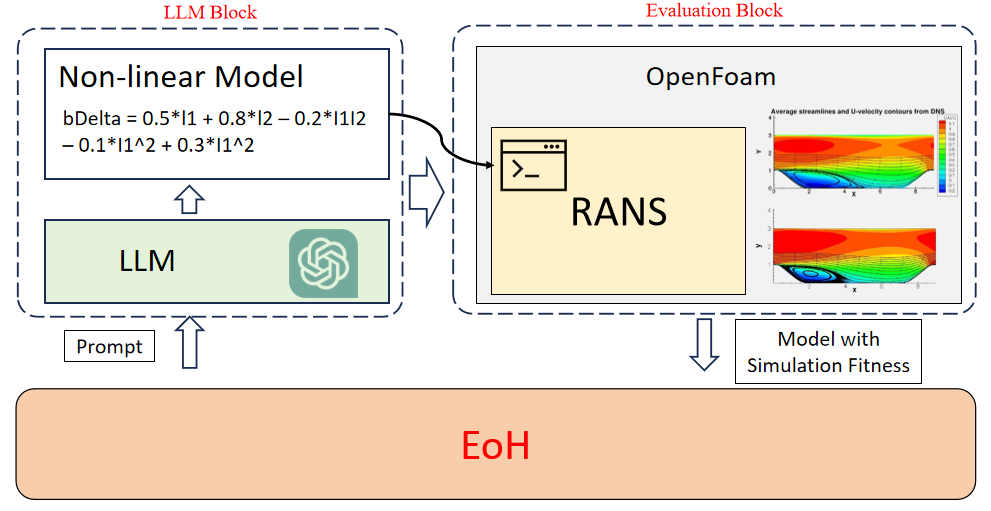 LLM Block
Evaluation Block
Non-linear Model
bDelta = 0.5*I1 + 0.8*I2 – 0.2*I1I2
– 0.1*I1^2 + 0.3*I1^2
LLM
Prompt
OpenFoam
>_
RANS
Average streamlines and U-velocity contours from DNS
Y
X
y
x
Model with
Simulation Fitness
EoH